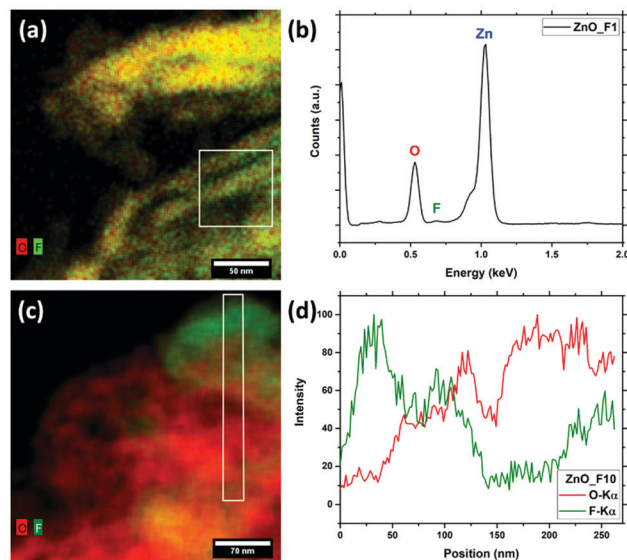 (a)
O F
50 nm
(b)
ZnO_F1
Zn
O
F
Counts (a.u.)
0.0 0.5 1.0 1.5 2.0
Energy (keV)
(c)
O F
70 nm
(d)
100
80
60
40
20
0
Intensity
ZnO_F10
O-Kα
F-Kα
0 50 100 150 200 250
Position (nm)